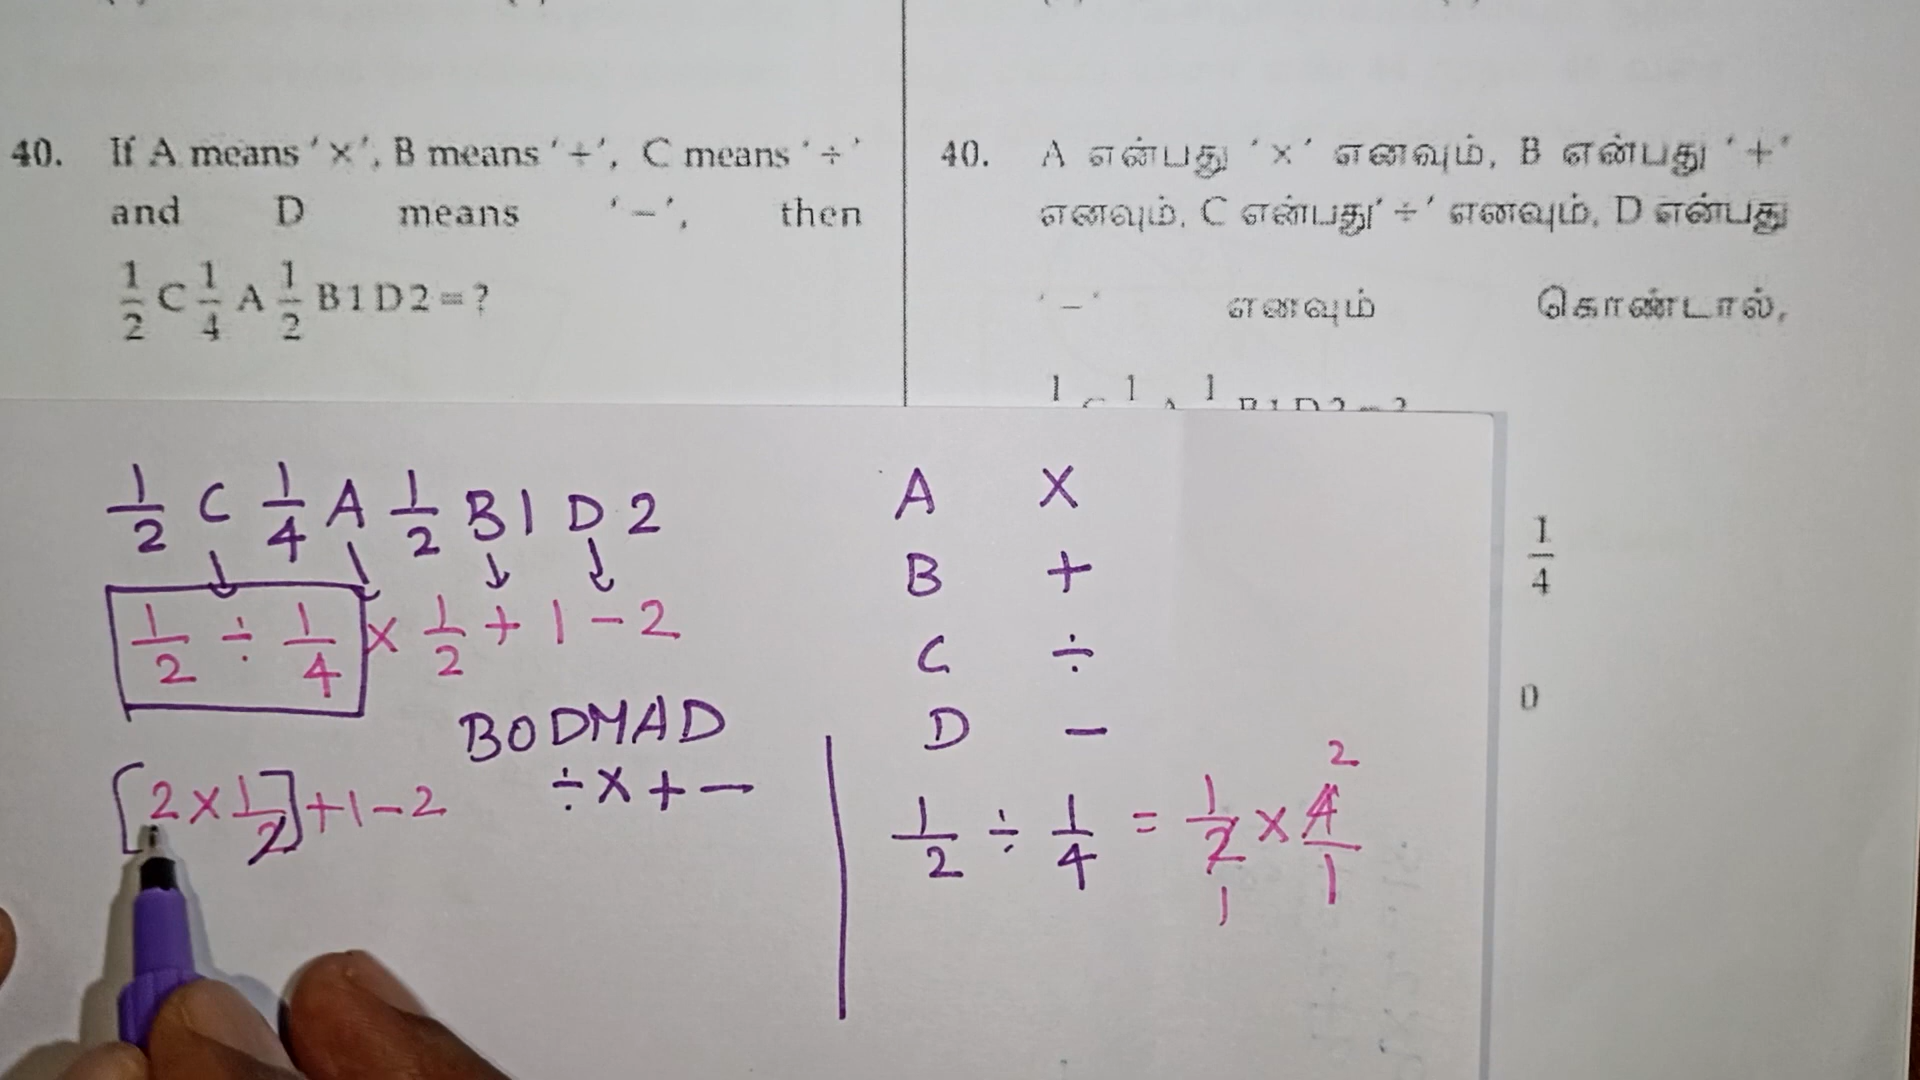 40. If A means '×', B means '+', C means '÷'
and D means '−', then
1/2 C 1/4 A 1/2 B 1 D 2 = ?
40. A என்பது '×' எனவும், B என்பது '+'
எனவும், C என்பது '÷' எனவும், D என்பது
'−' எனவும் கொண்டால்,
1/2 C 1/4 A 1/2 B 1 D 2
1/2 ÷ 1/4 × 1/2 + 1 − 2
BODMAD
÷ × + −
[2 × 1/2] + 1 − 2
A ×
B +
C ÷
D −
1/2 ÷ 1/4 = 1/2 × 4/1
2
1
1/4
0